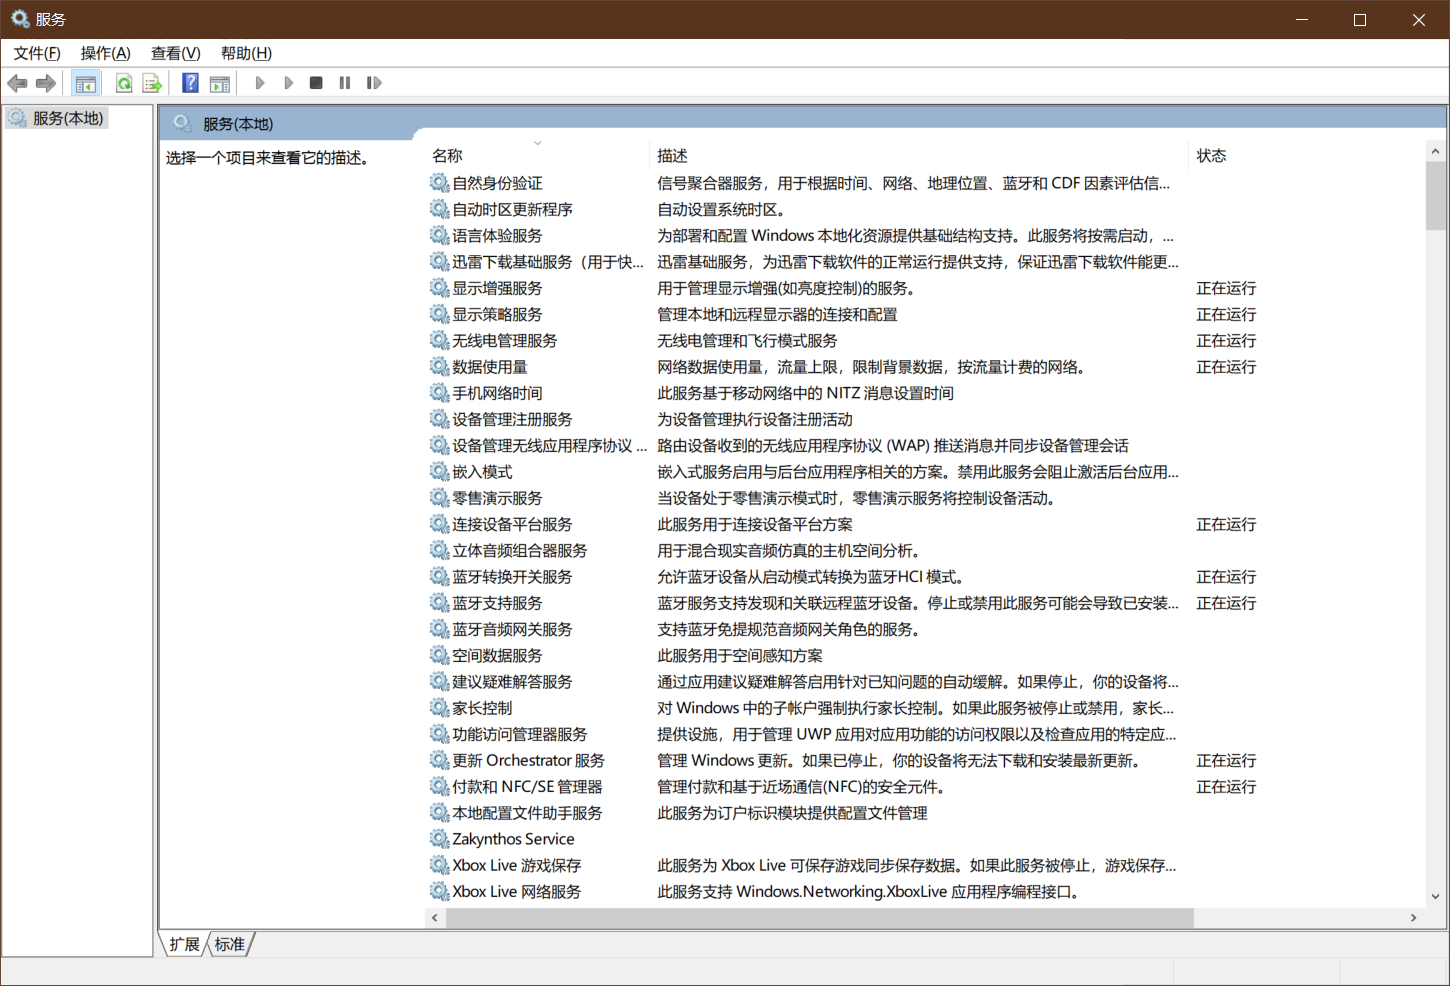 服务
文件(F) 操作(A) 查看(V) 帮助(H)
服务(本地)
服务(本地)
选择一个项目来查看它的描述。
名称 描述 状态
自然身份验证 信号聚合器服务，用于根据时间、网络、地理位置、蓝牙和 CDF 因素评估信...
自动时区更新程序 自动设置系统时区。
语言体验服务 为部署和配置 Windows 本地化资源提供基础结构支持。此服务将按需启动，...
迅雷下载基础服务（用于快... 迅雷基础服务，为迅雷下载软件的正常运行提供支持，保证迅雷下载软件能更...
显示增强服务 用于管理显示增强(如亮度控制)的服务。 正在运行
显示策略服务 管理本地和远程显示器的连接和配置 正在运行
无线电管理服务 无线电管理和飞行模式服务 正在运行
数据使用量 网络数据使用量，流量上限，限制背景数据，按流量计费的网络。 正在运行
手机网络时间 此服务基于移动网络中的 NITZ 消息设置时间
设备管理注册服务 为设备管理执行设备注册活动
设备管理无线应用程序协议 ... 路由设备收到的无线应用程序协议 (WAP) 推送消息并同步设备管理会话
嵌入模式 嵌入式服务启用与后台应用程序相关的方案。禁用此服务会阻止激活后台应用...
零售演示服务 当设备处于零售演示模式时，零售演示服务将控制设备活动。
连接设备平台服务 此服务用于连接设备平台方案 正在运行
立体音频组合器服务 用于混合现实音频仿真的主机空间分析。
蓝牙转换开关服务 允许蓝牙设备从启动模式转换为蓝牙HCI 模式。 正在运行
蓝牙支持服务 蓝牙服务支持发现和关联远程蓝牙设备。停止或禁用此服务可能会导致已安装... 正在运行
蓝牙音频网关服务 支持蓝牙免提规范音频网关角色的服务。
空间数据服务 此服务用于空间感知方案
建议疑难解答服务 通过应用建议疑难解答启用针对已知问题的自动缓解。如果停止，你的设备将...
家长控制 对 Windows 中的子帐户强制执行家长控制。如果此服务被停止或禁用，家长...
功能访问管理器服务 提供设施，用于管理 UWP 应用对应用功能的访问权限以及检查应用的特定应...
更新 Orchestrator 服务 管理 Windows 更新。如果已停止，你的设备将无法下载和安装最新更新。 正在运行
付款和 NFC/SE 管理器 管理付款和基于近场通信(NFC)的安全元件。 正在运行
本地配置文件助手服务 此服务为订户标识模块提供配置文件管理
Zakynthos Service
Xbox Live 游戏保存 此服务为 Xbox Live 可保存游戏同步保存数据。如果此服务被停止，游戏保存...
Xbox Live 网络服务 此服务支持 Windows.Networking.XboxLive 应用程序编程接口。
扩展 标准